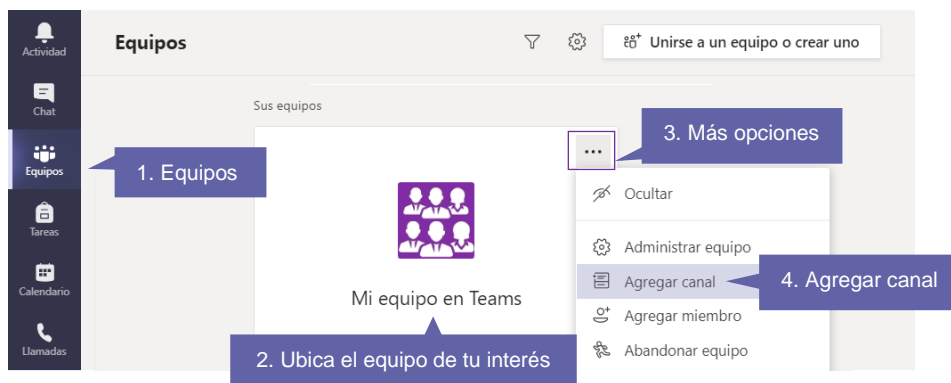 Actividad
Chat
Equipos
Tareas
Calendario
Llamadas
Equipos
Unirse a un equipo o crear uno
Sus equipos
1. Equipos
3. Más opciones
Ocultar
Administrar equipo
Agregar canal
4. Agregar canal
Agregar miembro
Abandonar equipo
Mi equipo en Teams
2. Ubica el equipo de tu interés